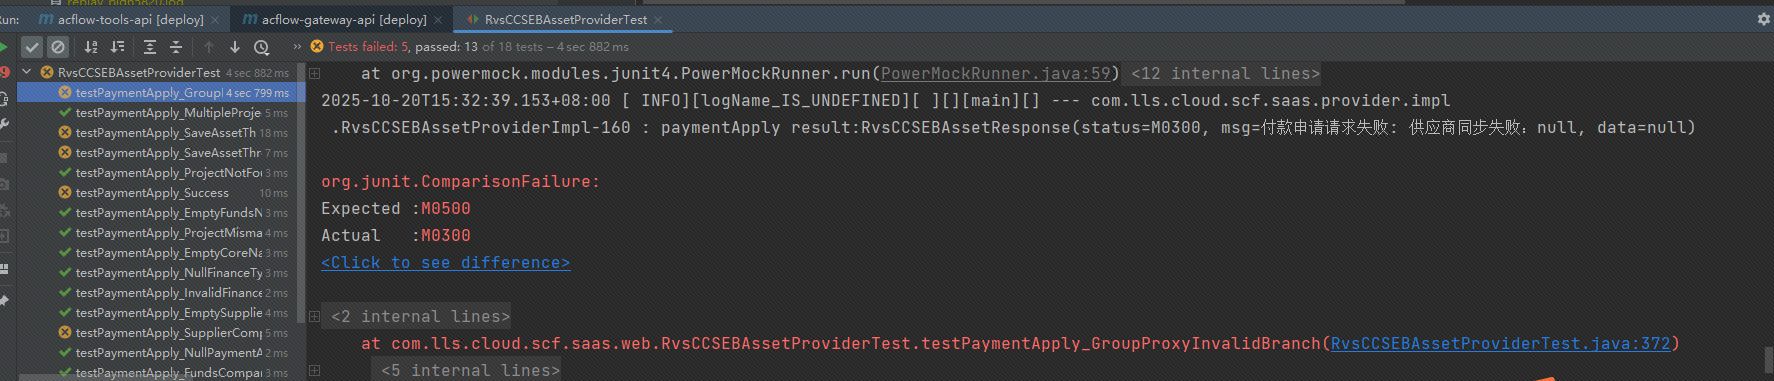 Run:
acflow-tools-api [deploy]
acflow-gateway-api [deploy]
RvsCCSEBAssetProviderTest
Tests failed: 5, passed: 13 of 18 tests – 4 sec 882 ms
RvsCCSEBAssetProviderTest 4 sec 882 ms
testPaymentApply_Group 4 sec 799 ms
testPaymentApply_MultipleProje 5 ms
testPaymentApply_SaveAssetTh 18 ms
testPaymentApply_SaveAssetThr 7 ms
testPaymentApply_ProjectNotFou 3 ms
testPaymentApply_Success 10 ms
testPaymentApply_EmptyFundsN 3 ms
testPaymentApply_ProjectMisma 3 ms
testPaymentApply_EmptyCoreNa 3 ms
testPaymentApply_NullFinanceTy 3 ms
testPaymentApply_InvalidFinance 2 ms
testPaymentApply_EmptySupplie 4 ms
testPaymentApply_SupplierComp 5 ms
testPaymentApply_NullPaymentA 2 ms
testPaymentApply_FundsCompa 3 ms
at org.powermock.modules.junit4.PowerMockRunner.run(PowerMockRunner.java:59) <12 internal lines>
2025-10-20T15:32:39.153+08:00 [ INFO][logName_IS_UNDEFINED][ ][][main][] --- com.lls.cloud.scf.saas.provider.impl
.RvsCCSEBAssetProviderImpl-160 : paymentApply result:RvsCCSEBAssetResponse(status=M0300, msg=付款申请请求失败: 供应商同步失败：null, data=null)
org.junit.ComparisonFailure:
Expected :M0500
Actual   :M0300
<Click to see difference>
<2 internal lines>
at com.lls.cloud.scf.saas.web.RvsCCSEBAssetProviderTest.testPaymentApply_GroupProxyInvalidBranch(RvsCCSEBAssetProviderTest.java:372)
<5 internal lines>